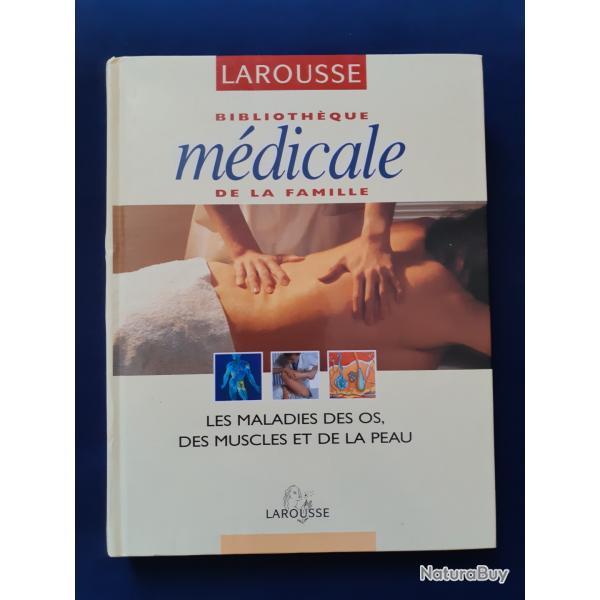 LAROUSSE
BIBLIOTHÈQUE
médicale
DE LA FAMILLE
LES MALADIES DES OS,
DES MUSCLES ET DE LA PEAU
LAROUSSE
NaturaBuy